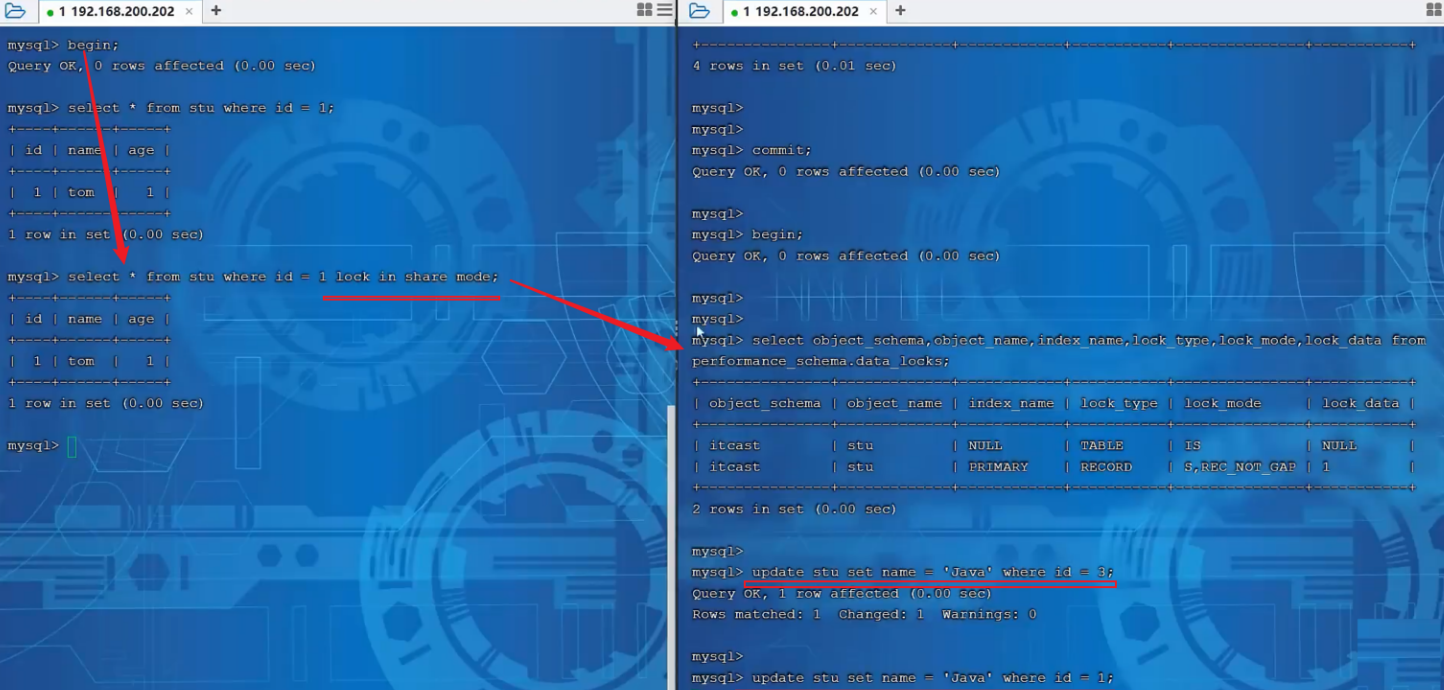 1 192.168.200.202 × +
mysql> begin;
Query OK, 0 rows affected (0.00 sec)
mysql> select * from stu where id = 1;
+----+------+-----+
| id | name | age |
+----+------+-----+
| 1 | tom | 1 |
+----+------+-----+
1 row in set (0.00 sec)
mysql> select * from stu where id = 1 lock in share mode;
+----+------+-----+
| id | name | age |
+----+------+-----+
| 1 | tom | 1 |
+----+------+-----+
1 row in set (0.00 sec)
mysql>
1 192.168.200.202 × +
+---------------+-------------+------------+-----------+---------------+-----------+
4 rows in set (0.01 sec)
mysql>
mysql>
mysql> commit;
Query OK, 0 rows affected (0.00 sec)
mysql>
mysql> begin;
Query OK, 0 rows affected (0.00 sec)
mysql>
mysql>
mysql> select object_schema,object_name,index_name,lock_type,lock_mode,lock_data from
performance_schema.data_locks;
+---------------+-------------+------------+-----------+---------------+-----------+
| object_schema | object_name | index_name | lock_type | lock_mode | lock_data |
+---------------+-------------+------------+-----------+---------------+-----------+
| itcast | stu | NULL | TABLE | IS | NULL |
| itcast | stu | PRIMARY | RECORD | S,REC_NOT_GAP | 1 |
+---------------+-------------+------------+-----------+---------------+-----------+
2 rows in set (0.00 sec)
mysql>
mysql> update stu set name = 'Java' where id = 3;
Query OK, 1 row affected (0.00 sec)
Rows matched: 1 Changed: 1 Warnings: 0
mysql>
mysql> update stu set name = 'Java' where id = 1;